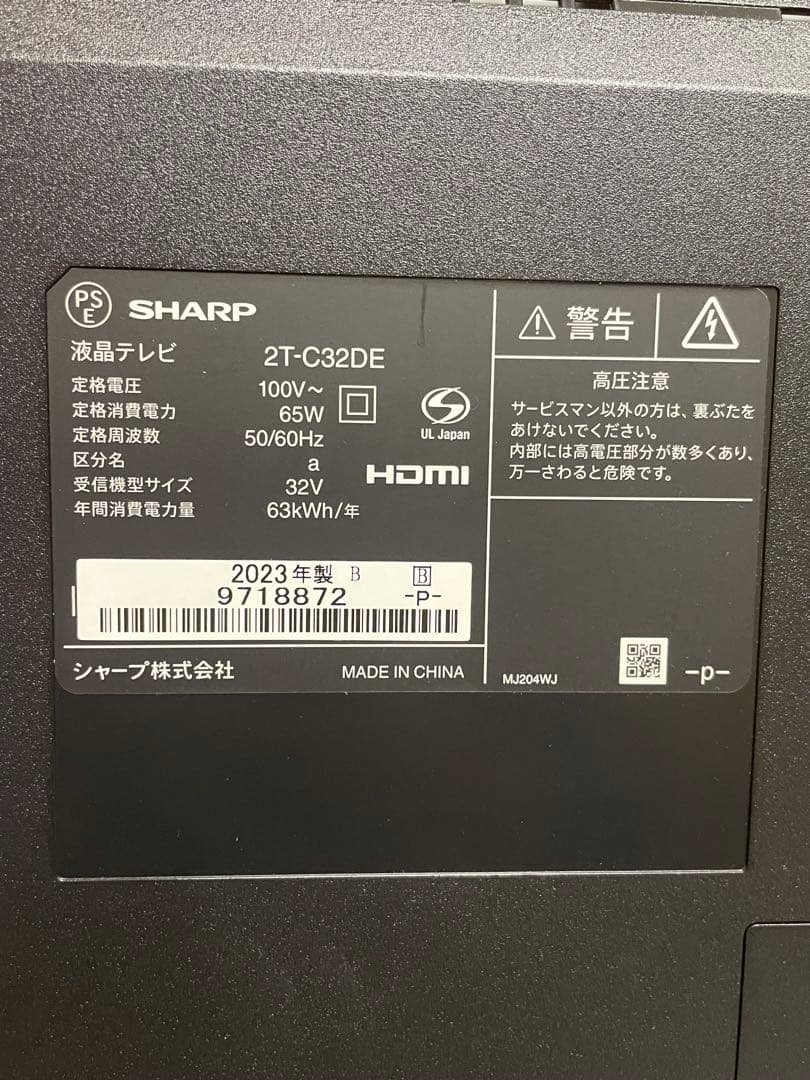 PS
E
SHARP
液晶テレビ 2T-C32DE
定格電圧 100V~
定格消費電力 65W
定格周波数 50/60Hz
区分名 a
受信機型サイズ 32V
年間消費電力量 63kWh/年
S
UL Japan
HDMI
2023年製 B B
9718872 -P-
シャープ株式会社 MADE IN CHINA
警告
高圧注意
サービスマン以外の方は、裏ぶたを
あけないでください。
内部には高電圧部分が数多くあり、
万一さわると危険です。
MJ204WJ -p-